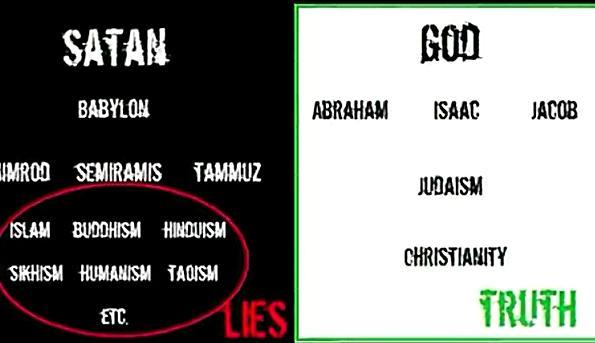 SATAN
BABYLON
NIMROD SEMIRAMIS TAMMUZ
ISLAM BUDDHISM HINDUISM
SIKHISM HUMANISM TAOISM
ETC.
LIES
GOD
ABRAHAM ISAAC JACOB
JUDAISM
CHRISTIANITY
TRUTH